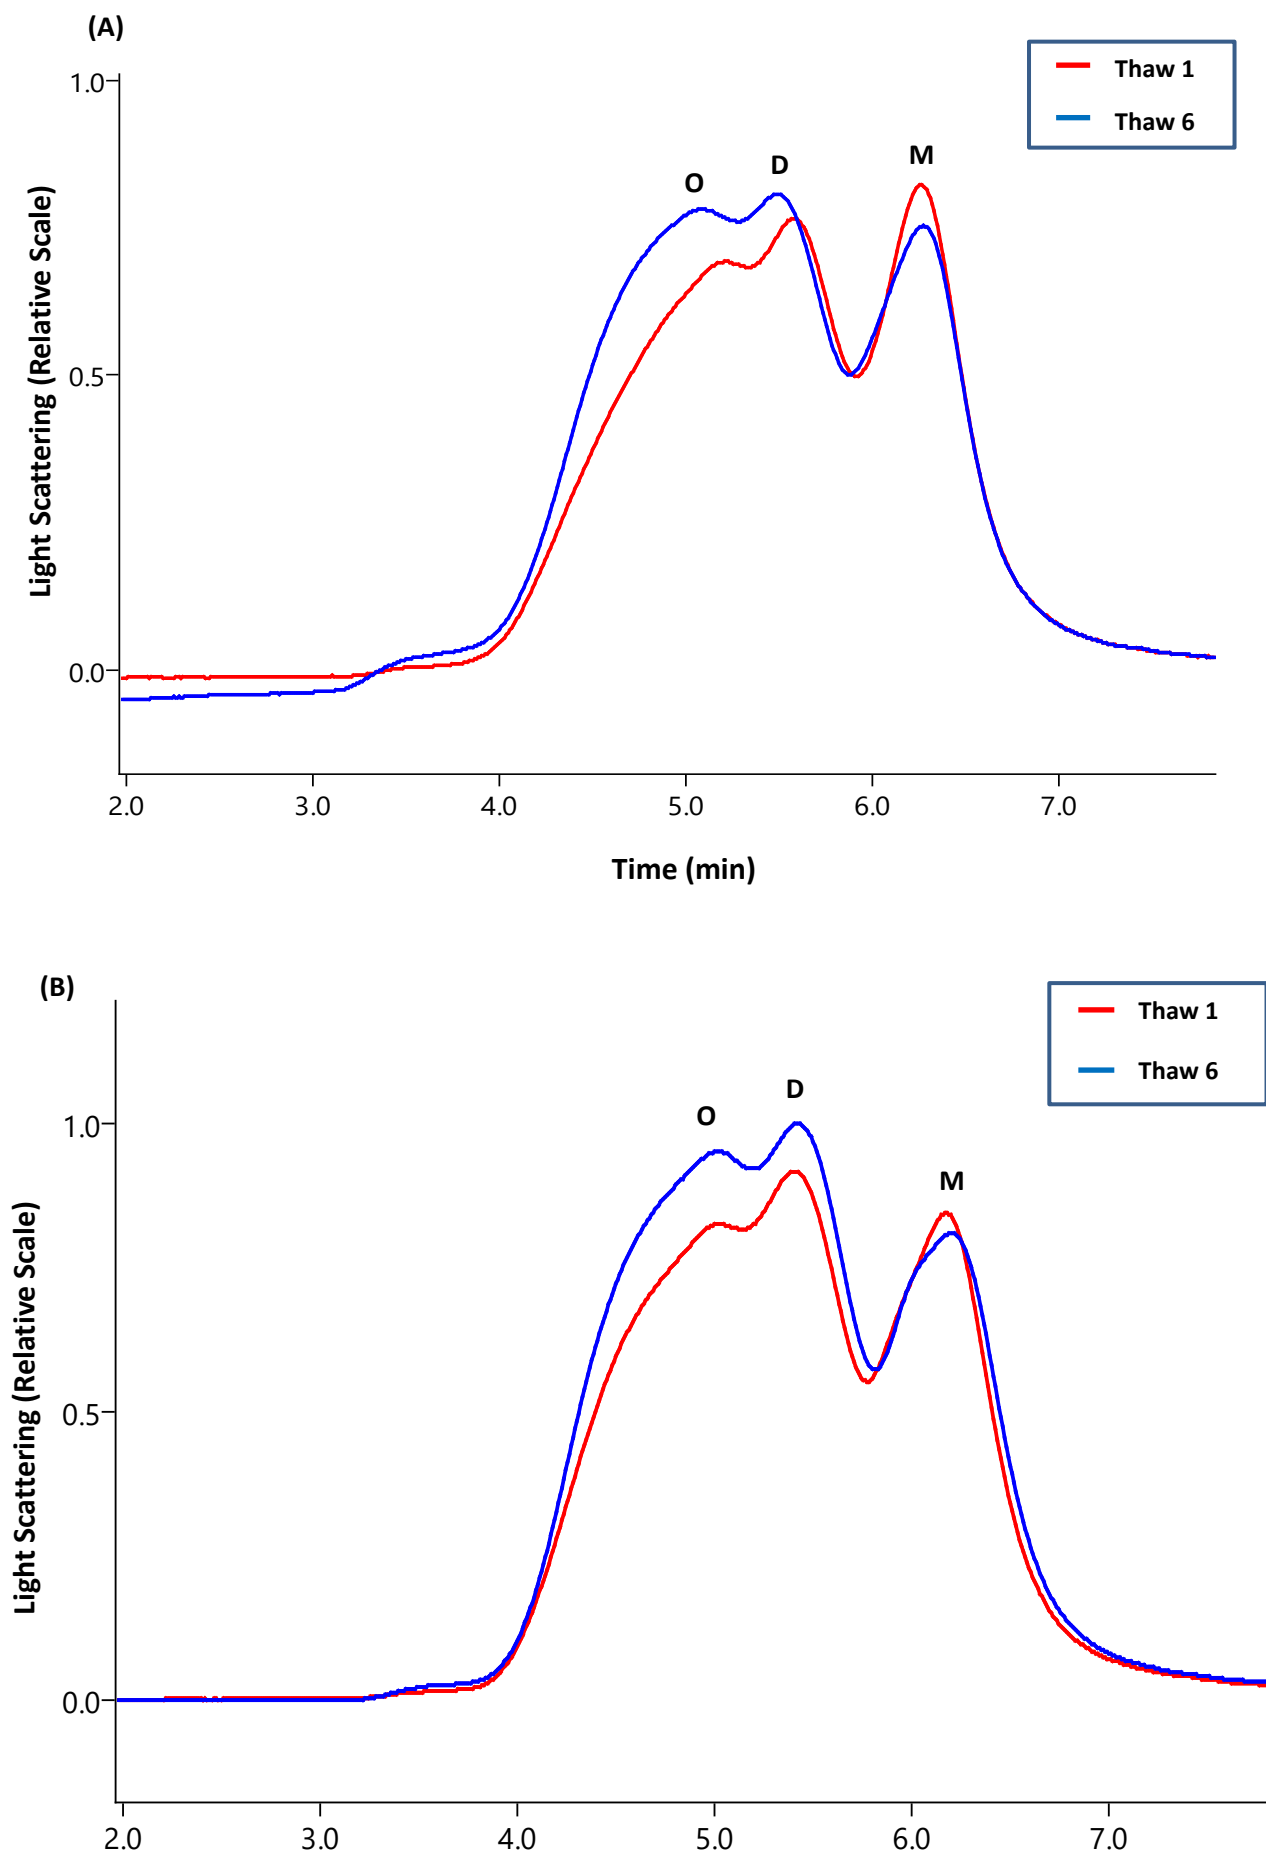 (A)
Thaw 1
Thaw 6
1.0
0.5
0.0
Light Scattering (Relative Scale)
O
D
M
2.0 3.0 4.0 5.0 6.0 7.0
Time (min)
(B)
Thaw 1
Thaw 6
1.0
0.5
0.0
Light Scattering (Relative Scale)
O
D
M
2.0 3.0 4.0 5.0 6.0 7.0